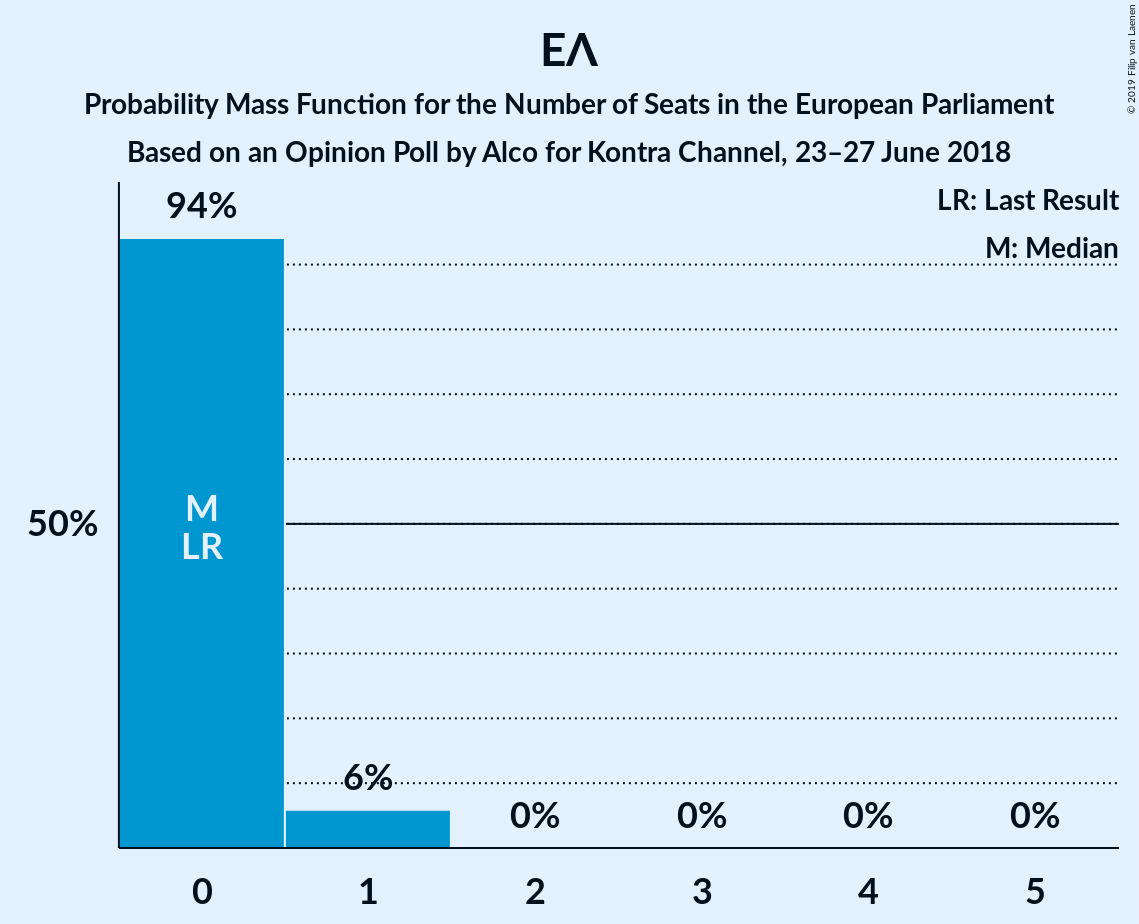 ΕΛ
Probability Mass Function for the Number of Seats in the European Parliament
Based on an Opinion Poll by Alco for Kontra Channel, 23–27 June 2018
© 2019 Filip van Laenen
LR: Last Result
M: Median
94%
50%
M
LR
6%
0%
0%
0%
0%
0
1
2
3
4
5